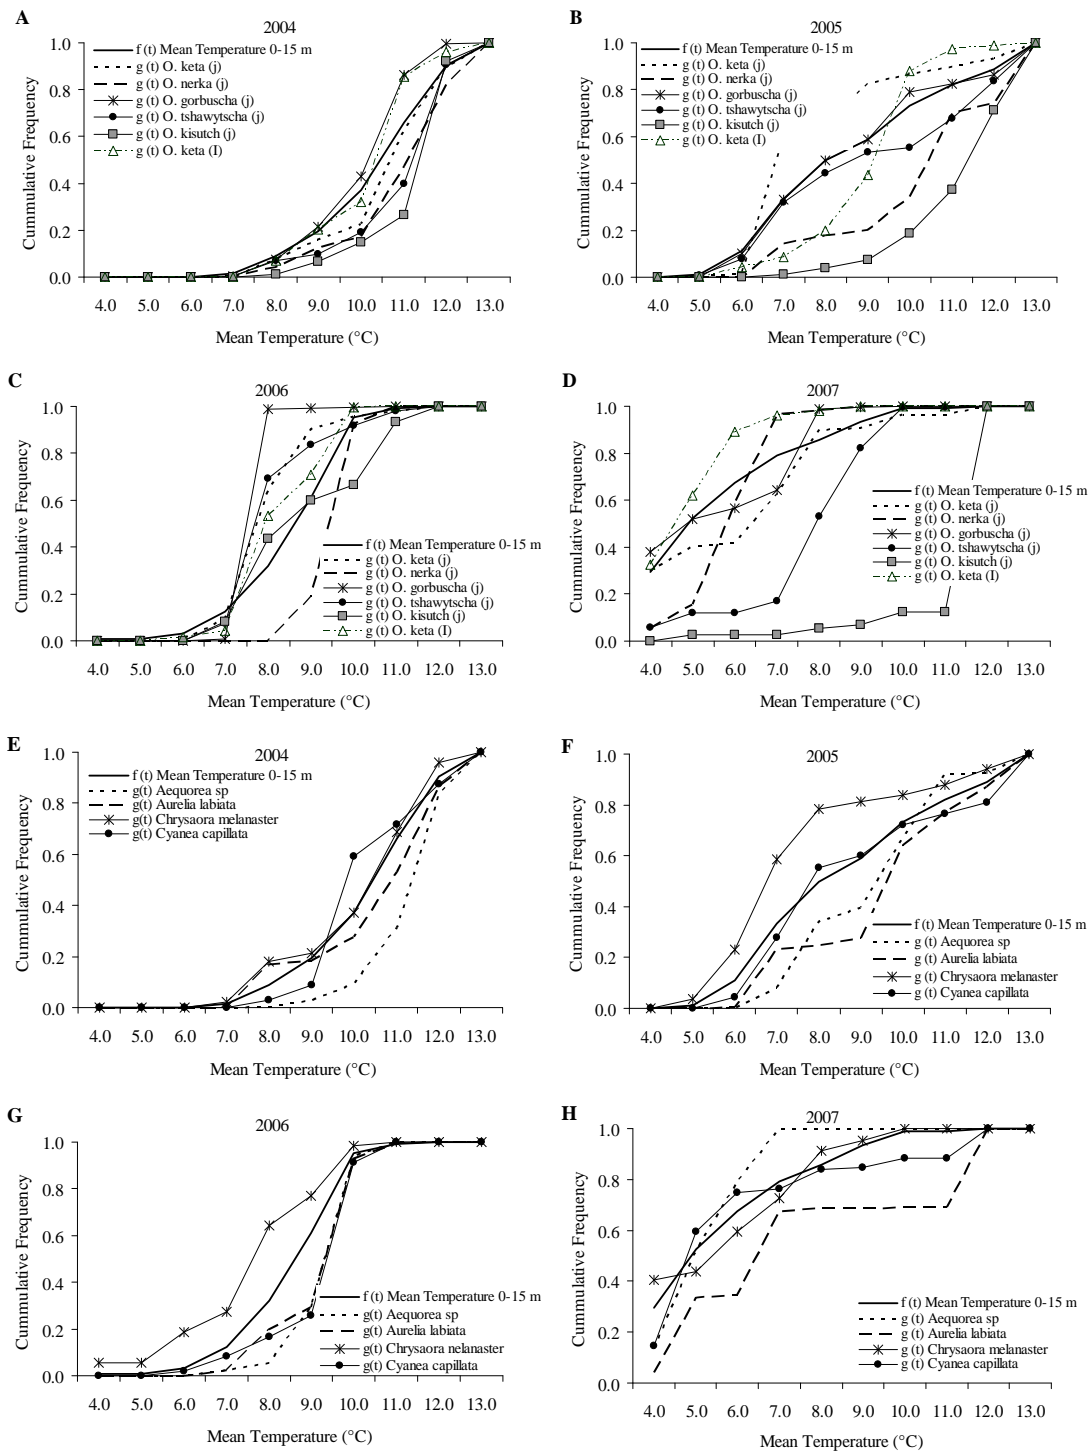 A
2004
f (t) Mean Temperature 0-15 m
g (t) O. keta (j)
g (t) O. nerka (j)
g (t) O. gorbuscha (j)
g (t) O. tshawytscha (j)
g (t) O. kisutch (j)
g (t) O. keta (I)
Cummulative Frequency
1.0
0.8
0.6
0.4
0.2
0.0
4.0 5.0 6.0 7.0 8.0 9.0 10.0 11.0 12.0 13.0
Mean Temperature (°C)
B
2005
f (t) Mean Temperature 0-15 m
g (t) O. keta (j)
g (t) O. nerka (j)
g (t) O. gorbuscha (j)
g (t) O. tshawytscha (j)
g (t) O. kisutch (j)
g (t) O. keta (I)
Cummulative Frequency
1.0
0.8
0.6
0.4
0.2
0.0
4.0 5.0 6.0 7.0 8.0 9.0 10.0 11.0 12.0 13.0
Mean Temperature (°C)
C
2006
Cummulative Frequency
1.0
0.8
0.6
0.4
0.2
0.0
f (t) Mean Temperature 0-15 m
g (t) O. keta (j)
g (t) O. nerka (j)
g (t) O. gorbuscha (j)
g (t) O. tshawytscha (j)
g (t) O. kisutch (j)
g (t) O. keta (I)
4.0 5.0 6.0 7.0 8.0 9.0 10.0 11.0 12.0 13.0
Mean Temperature (°C)
D
2007
Cummulative Frequency
1.0
0.8
0.6
0.4
0.2
0.0
f (t) Mean Temperature 0-15 m
g (t) O. keta (j)
g (t) O. nerka (j)
g (t) O. gorbuscha (j)
g (t) O. tshawytscha (j)
g (t) O. kisutch (j)
g (t) O. keta (I)
4.0 5.0 6.0 7.0 8.0 9.0 10.0 11.0 12.0 13.0
Mean Temperature (°C)
E
2004
f (t) Mean Temperature 0-15 m
g(t) Aequorea sp
g(t) Aurelia labiata
g(t) Chrysaora melanaster
g(t) Cyanea capillata
Cummulative Frequency
1.0
0.8
0.6
0.4
0.2
0.0
4.0 5.0 6.0 7.0 8.0 9.0 10.0 11.0 12.0 13.0
Mean Temperature (°C)
F
2005
Cummulative Frequency
1.0
0.8
0.6
0.4
0.2
0.0
f (t) Mean Temperature 0-15 m
g (t) Aequorea sp
g (t) Aurelia labiata
g (t) Chrysaora melanaster
g (t) Cyanea capillata
4.0 5.0 6.0 7.0 8.0 9.0 10.0 11.0 12.0 13.0
Mean Temperature (°C)
G
2006
Cummulative Frequency
1.0
0.8
0.6
0.4
0.2
0.0
f (t) Mean Temperature 0-15 m
g(t) Aequorea sp
g(t) Aurelia labiata
g(t) Chrysaora nelanaster
g(t) Cyanea capillata
4.0 5.0 6.0 7.0 8.0 9.0 10.0 11.0 12.0 13.0
Mean Temperature (°C)
H
2007
Cummulative Frequency
1.0
0.8
0.6
0.4
0.2
0.0
f (t) Mean Temperature 0-15 m
g (t) Aequorea sp
g (t) Aurelia labiata
g (t) Chrysaora melanaster
g (t) Cyanea capillata
4.0 5.0 6.0 7.0 8.0 9.0 10.0 11.0 12.0 13.0
Mean Temperature (°C)